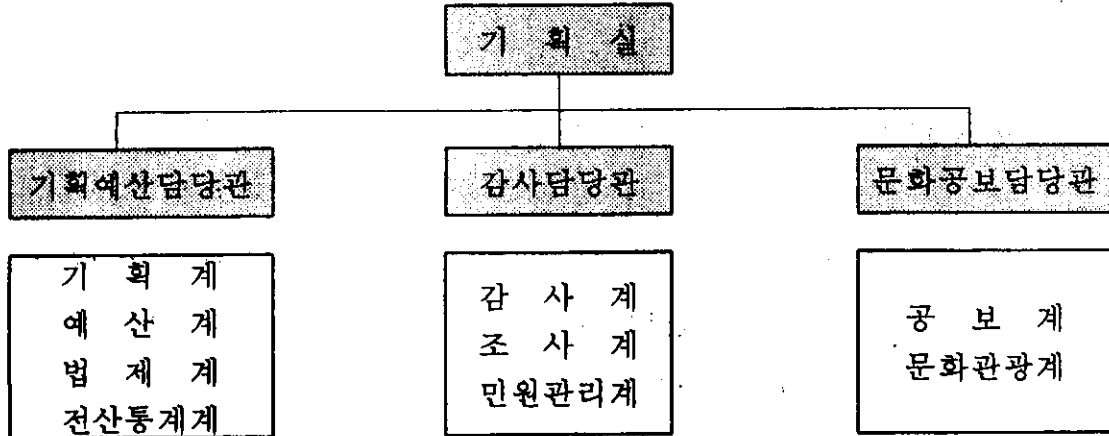 기 획 실
기획예산담당관
감사담당관
문화공보담당관
기 획 계
예 산 계
법 제 계
전산통계계
감 사 계
조 사 계
민원관리계
공 보 계
문화관광계